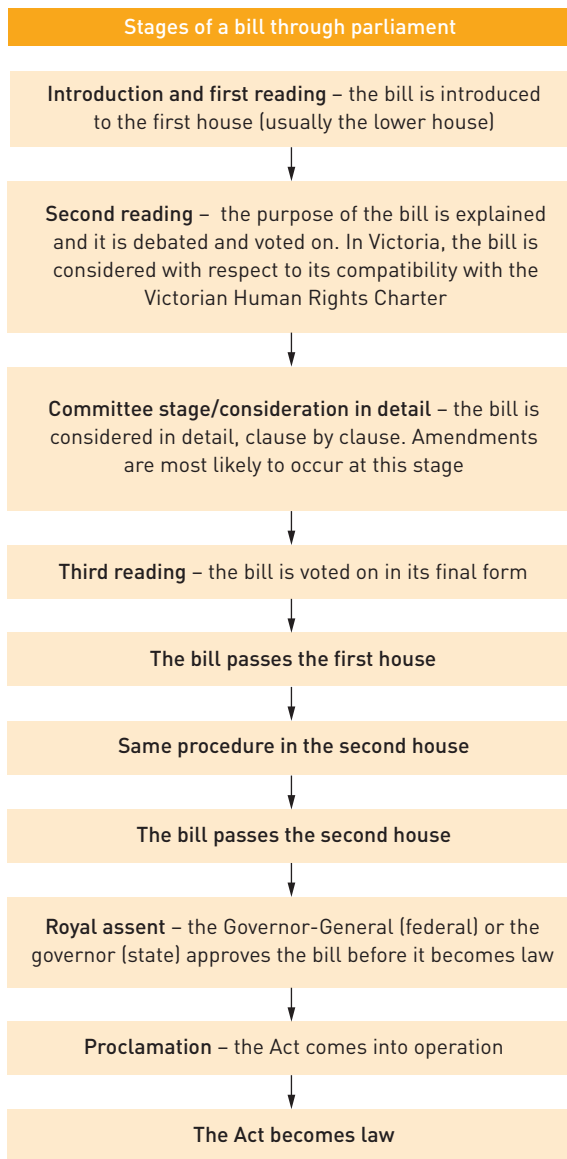 Stages of a bill through parliament
Introduction and first reading – the bill is introduced
to the first house (usually the lower house)
Second reading – the purpose of the bill is explained
and it is debated and voted on. In Victoria, the bill is
considered with respect to its compatibility with the
Victorian Human Rights Charter
Committee stage/consideration in detail – the bill is
considered in detail, clause by clause. Amendments
are most likely to occur at this stage
Third reading – the bill is voted on in its final form
The bill passes the first house
Same procedure in the second house
The bill passes the second house
Royal assent – the Governor-General (federal) or the
governor (state) approves the bill before it becomes law
Proclamation – the Act comes into operation
The Act becomes law